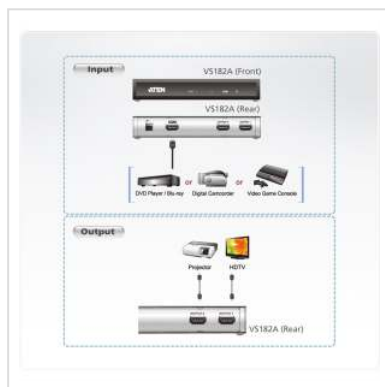 Input
VS182A (Front)
ATEN
VS182A (Rear)
or
or
DVD Player / Blu-ray
Digital Camcorder
Video Game Console
Output
Projector
HDTV
VS182A (Rear)